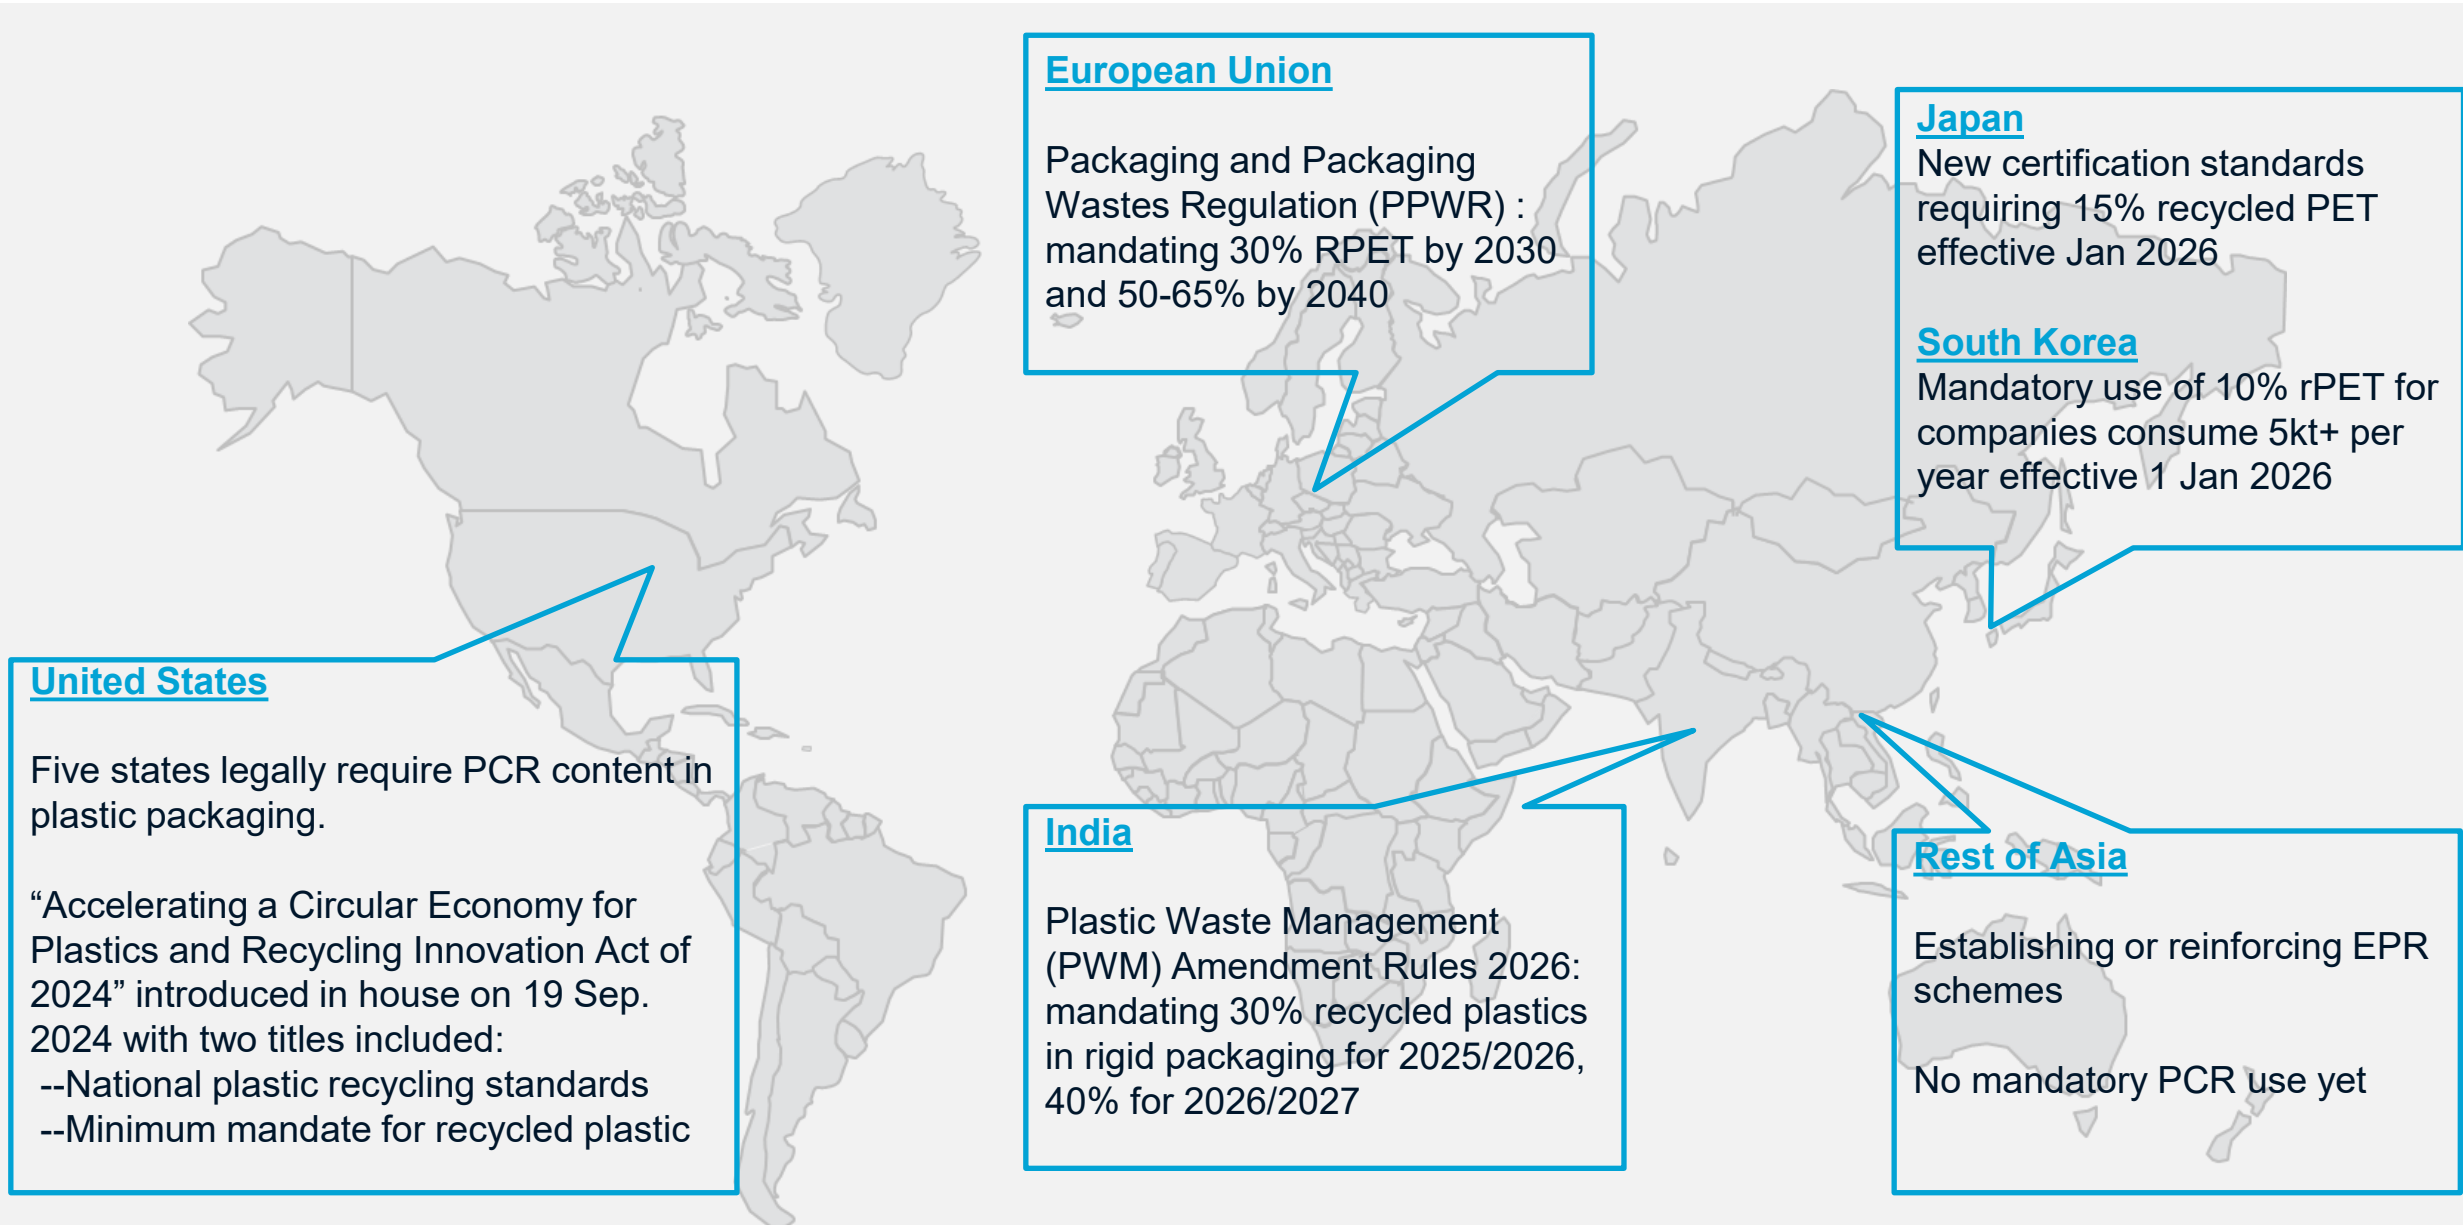 European Union
Packaging and Packaging
Wastes Regulation (PPWR) :
mandating 30% RPET by 2030
and 50-65% by 2040
Japan
New certification standards
requiring 15% recycled PET
effective Jan 2026
South Korea
Mandatory use of 10% rPET for
companies consume 5kt+ per
year effective 1 Jan 2026
United States
Five states legally require PCR content in
plastic packaging.
“Accelerating a Circular Economy for
Plastics and Recycling Innovation Act of
2024” introduced in house on 19 Sep.
2024 with two titles included:
--National plastic recycling standards
--Minimum mandate for recycled plastic
India
Plastic Waste Management
(PWM) Amendment Rules 2026:
mandating 30% recycled plastics
in rigid packaging for 2025/2026,
40% for 2026/2027
Rest of Asia
Establishing or reinforcing EPR
schemes
No mandatory PCR use yet